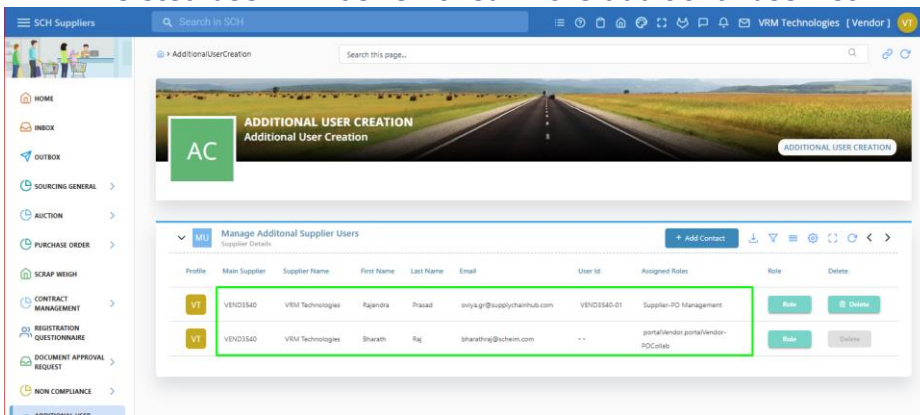 SCH Suppliers
Search in SCH
VRM Technologies [ Vendor ]
VT
AdditionalUserCreation
Search this page...
HOME
INBOX
OUTBOX
SOURCING GENERAL
AUCTION
PURCHASE ORDER
SCRAP WEIGH
CONTRACT
MANAGEMENT
REGISTRATION
QUESTIONNAIRE
DOCUMENT APPROVAL
REQUEST
NON COMPLIANCE
AC
ADDITIONAL USER CREATION
Additional User Creation
ADDITIONAL USER CREATION
MU
Manage Additonal Supplier Users
Supplier Details
+ Add Contact
Profile Main Supplier Supplier Name First Name Last Name Email User Id Assigned Roles Role Delete
VT VEND3540 VRM Technologies Rajendra Prasad oviya.gr@supplychainhub.com VEND3540-01 Supplier-PO Management Role Delete
VT VEND3540 VRM Technologies Bharath Raj bharathraj@scheim.com -- portalVendor,portalVendor-
POCollab Role Delete